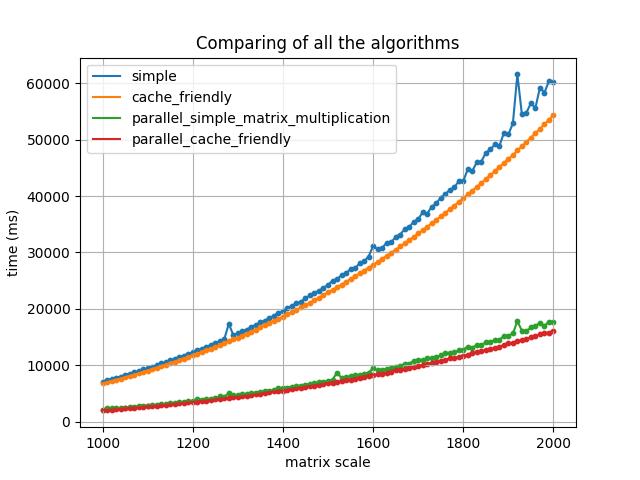 Comparing of all the algorithms
simple
cache_friendly
parallel_simple_matrix_multiplication
parallel_cache_friendly
60000
50000
40000
30000
20000
10000
0
time (ms)
1000 1200 1400 1600 1800 2000
matrix scale